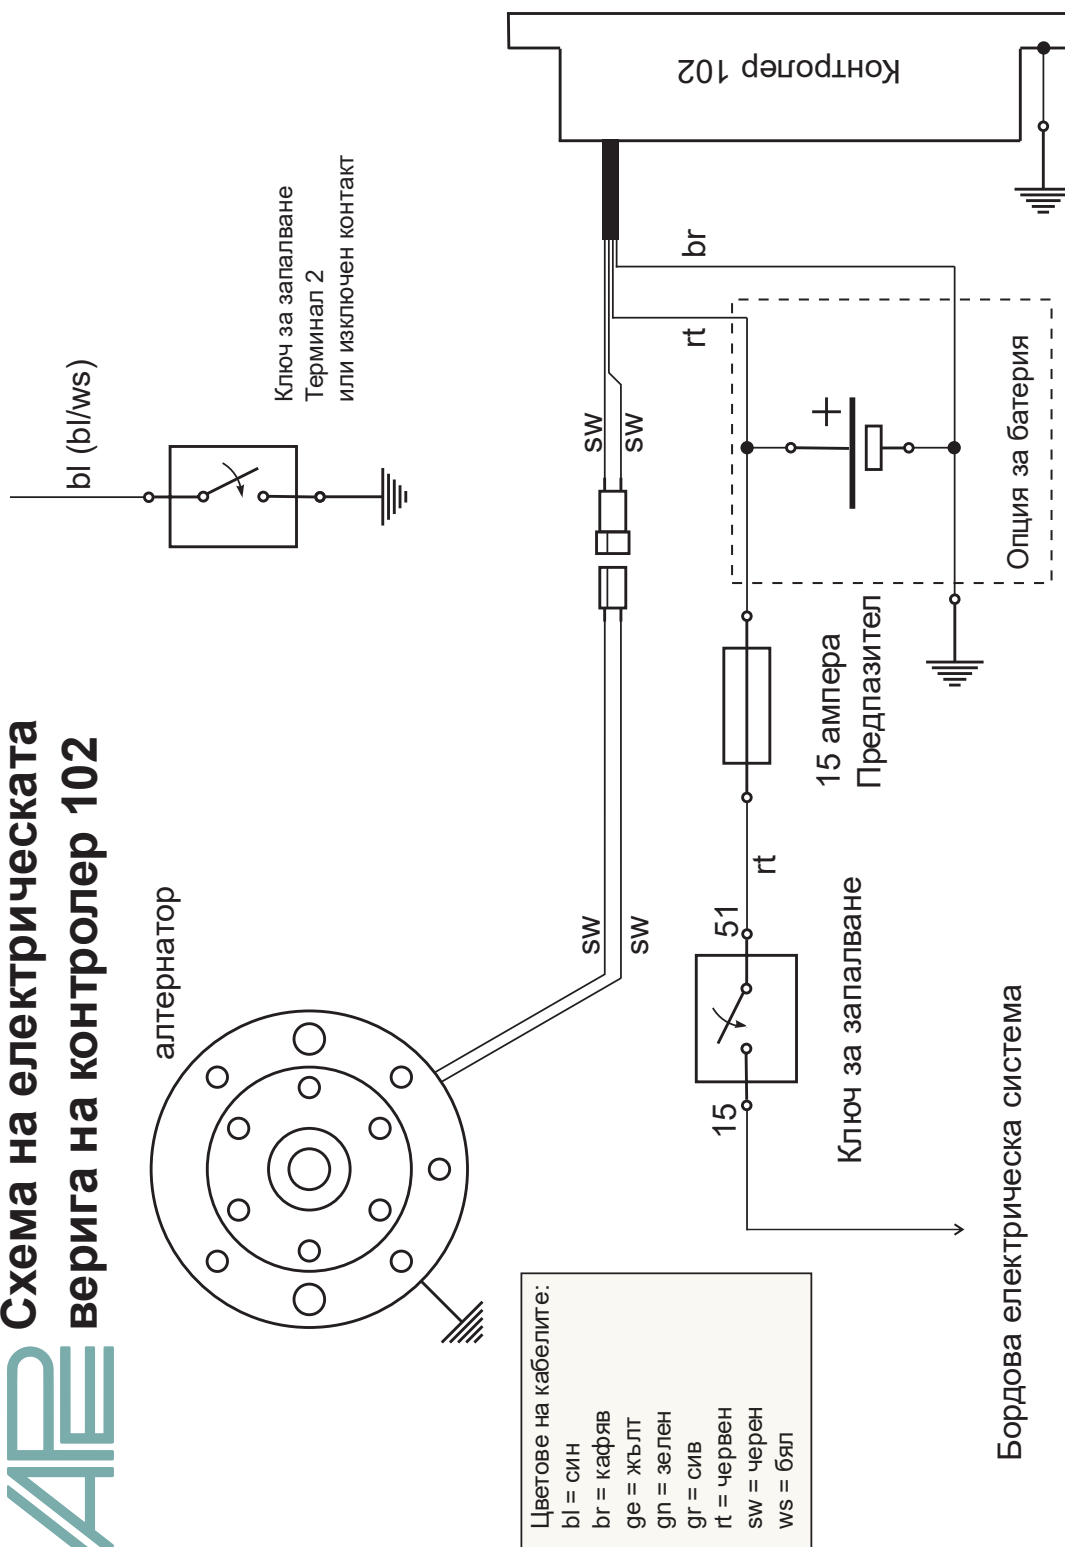 APE
Схема на електрическата
верига на контролер 102
алтернатор
bl (bl/ws)
Ключ за запалване
Терминал 2
или изключен контакт
Контролер 102
sw
sw
sw
sw
br
rt
Опция за батерия
+
15 ампера
Предпазител
rt
51
15
Ключ за запалване
Бордова електрическа система
Цветове на кабелите:
bl = син
br = кафяв
ge = жълт
gn = зелен
gr = сив
rt = червен
sw = черен
ws = бял